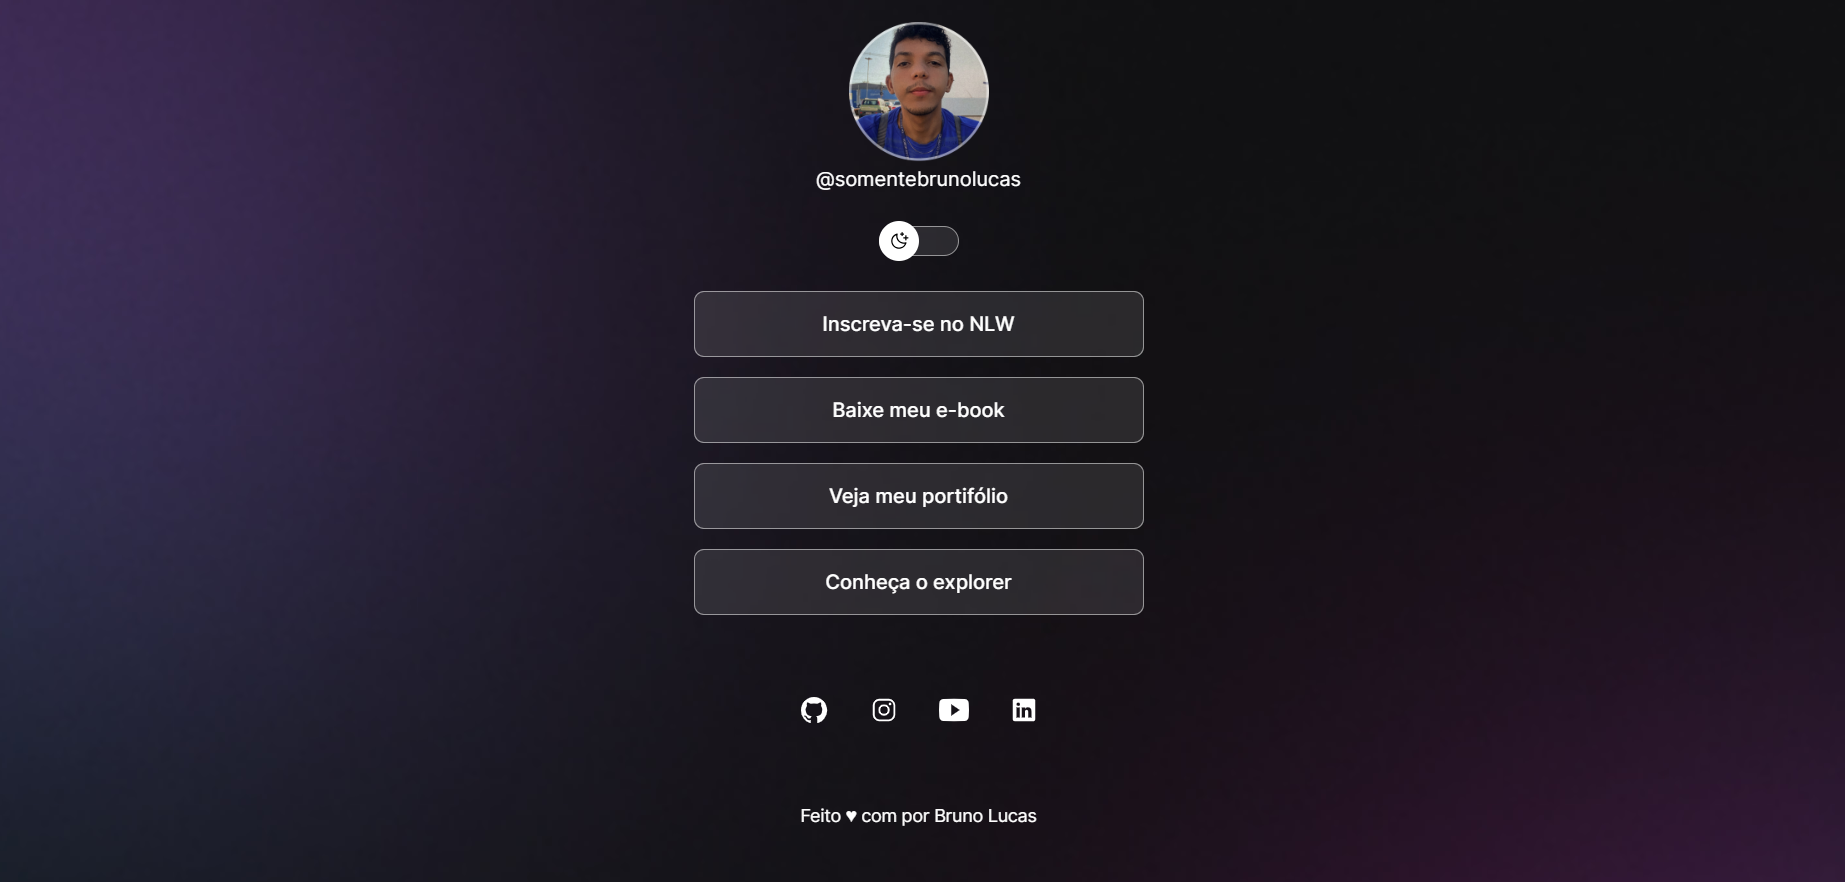 @somentebrunolucas
Inscreva-se no NLW
Baixe meu e-book
Veja meu portifólio
Conheça o explorer
Feito ♥ com por Bruno Lucas